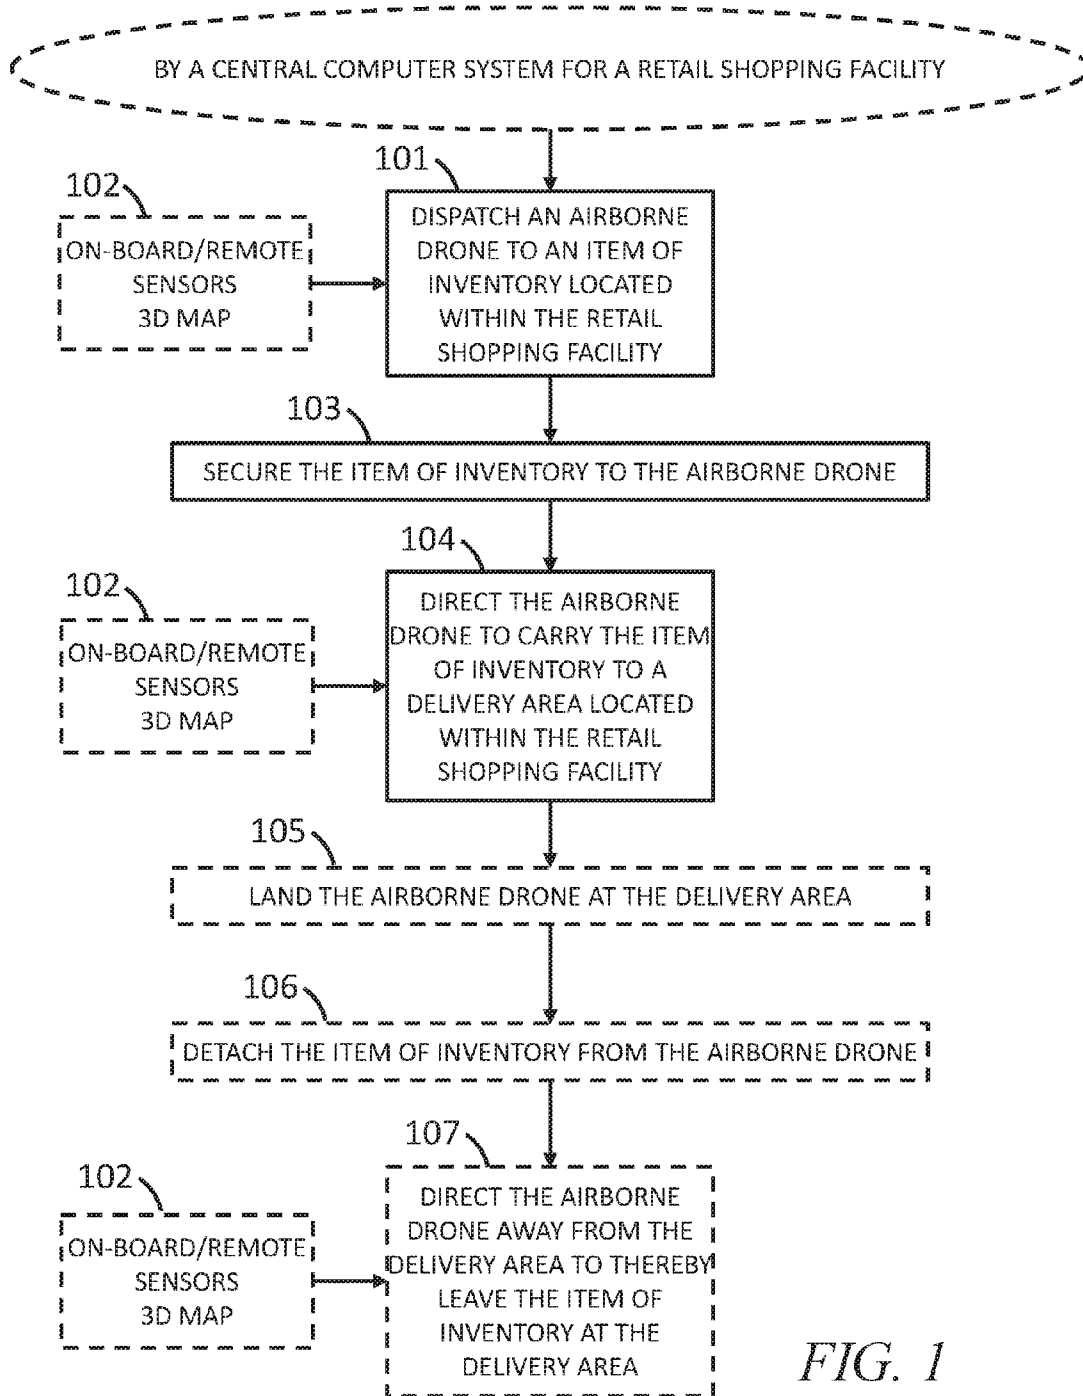 BY A CENTRAL COMPUTER SYSTEM FOR A RETAIL SHOPPING FACILITY
101
102
DISPATCH AN AIRBORNE
DRONE TO AN ITEM OF
INVENTORY LOCATED
WITHIN THE RETAIL
SHOPPING FACILITY
ON-BOARD/REMOTE
SENSORS
3D MAP
103
SECURE THE ITEM OF INVENTORY TO THE AIRBORNE DRONE
104
102
DIRECT THE AIRBORNE
DRONE TO CARRY THE ITEM
OF INVENTORY TO A
DELIVERY AREA LOCATED
WITHIN THE RETAIL
SHOPPING FACILITY
ON-BOARD/REMOTE
SENSORS
3D MAP
105
LAND THE AIRBORNE DRONE AT THE DELIVERY AREA
106
DETACH THE ITEM OF INVENTORY FROM THE AIRBORNE DRONE
107
102
DIRECT THE AIRBORNE
DRONE AWAY FROM THE
DELIVERY AREA TO THEREBY
LEAVE THE ITEM OF
INVENTORY AT THE
DELIVERY AREA
ON-BOARD/REMOTE
SENSORS
3D MAP
FIG. 1